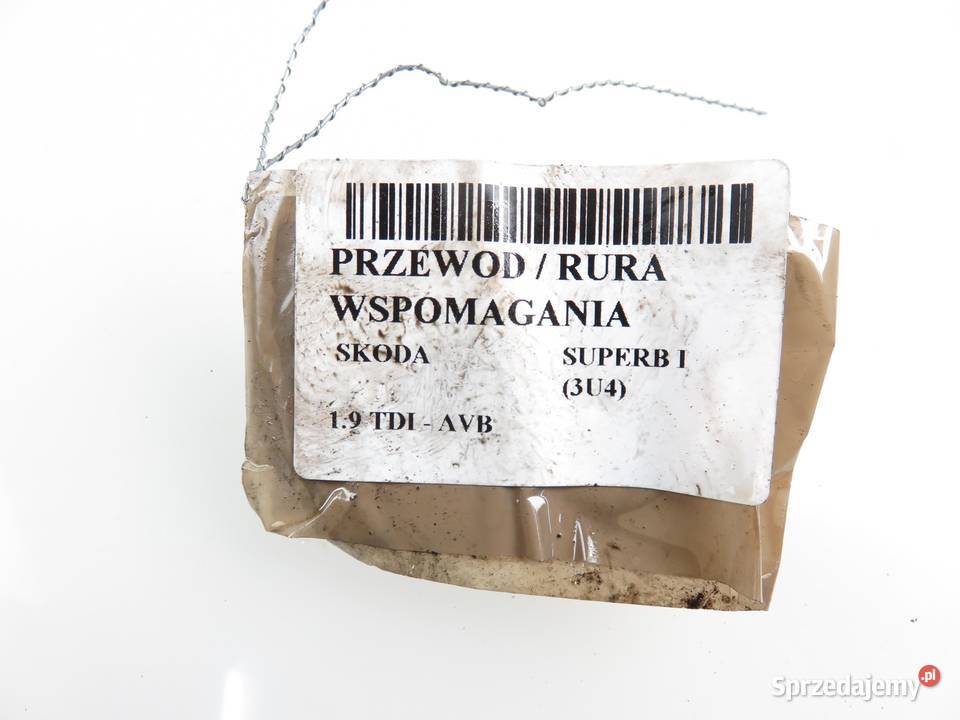 PRZEWOD / RURA
WSPOMAGANIA
SKODA SUPERB I
(3U4)
1.9 TDI - AVB
Sprzedajemy.pl